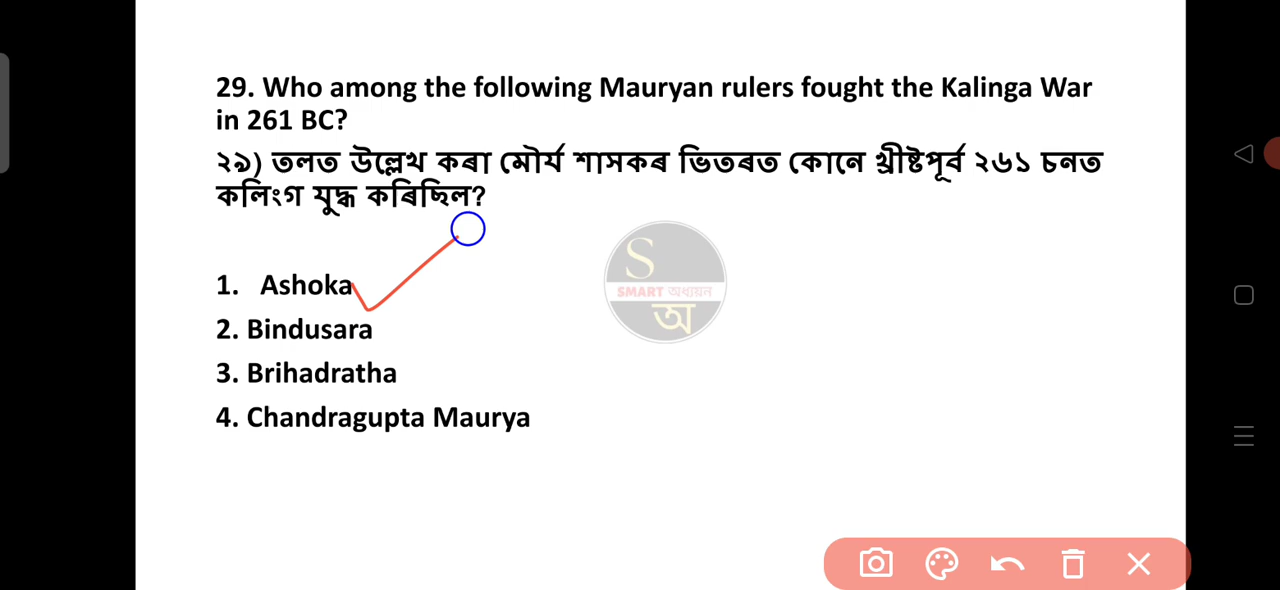 29. Who among the following Mauryan rulers fought the Kalinga War
in 261 BC?
২৯) তলত উল্লেখ কৰা মৌৰ্য শাসকৰ ভিতৰত কোনে খ্ৰীষ্টপূৰ্ব ২৬১ চনত
কলিংগ যুদ্ধ কৰিছিল?
1. Ashoka
2. Bindusara
3. Brihadratha
4. Chandragupta Maurya
S
SMART অধ্যয়ন
অ